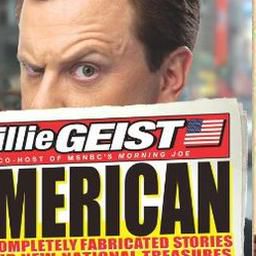 illie GEIST
CO-HOST OF MSNBC'S MORNING JOE
MERICAN
COMPLETELY FABRICATED STORIES
NEW NATIONAL TREASURES